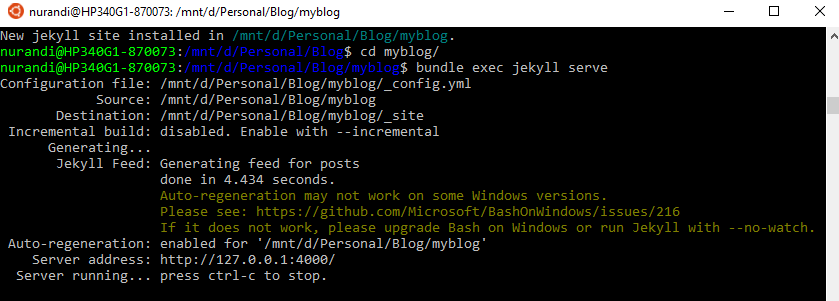 nurandi@HP340G1-870073: /mnt/d/Personal/Blog/myblog
New jekyll site installed in /mnt/d/Personal/Blog/myblog.
nurandi@HP340G1-870073:/mnt/d/Personal/Blog$ cd myblog/
nurandi@HP340G1-870073:/mnt/d/Personal/Blog/myblog$ bundle exec jekyll serve
Configuration file: /mnt/d/Personal/Blog/myblog/_config.yml
Source: /mnt/d/Personal/Blog/myblog
Destination: /mnt/d/Personal/Blog/myblog/_site
Incremental build: disabled. Enable with --incremental
Generating...
Jekyll Feed: Generating feed for posts
done in 4.434 seconds.
Auto-regeneration may not work on some Windows versions.
Please see: https://github.com/Microsoft/BashOnWindows/issues/216
If it does not work, please upgrade Bash on Windows or run Jekyll with --no-watch.
Auto-regeneration: enabled for '/mnt/d/Personal/Blog/myblog'
Server address: http://127.0.0.1:4000/
Server running... press ctrl-c to stop.